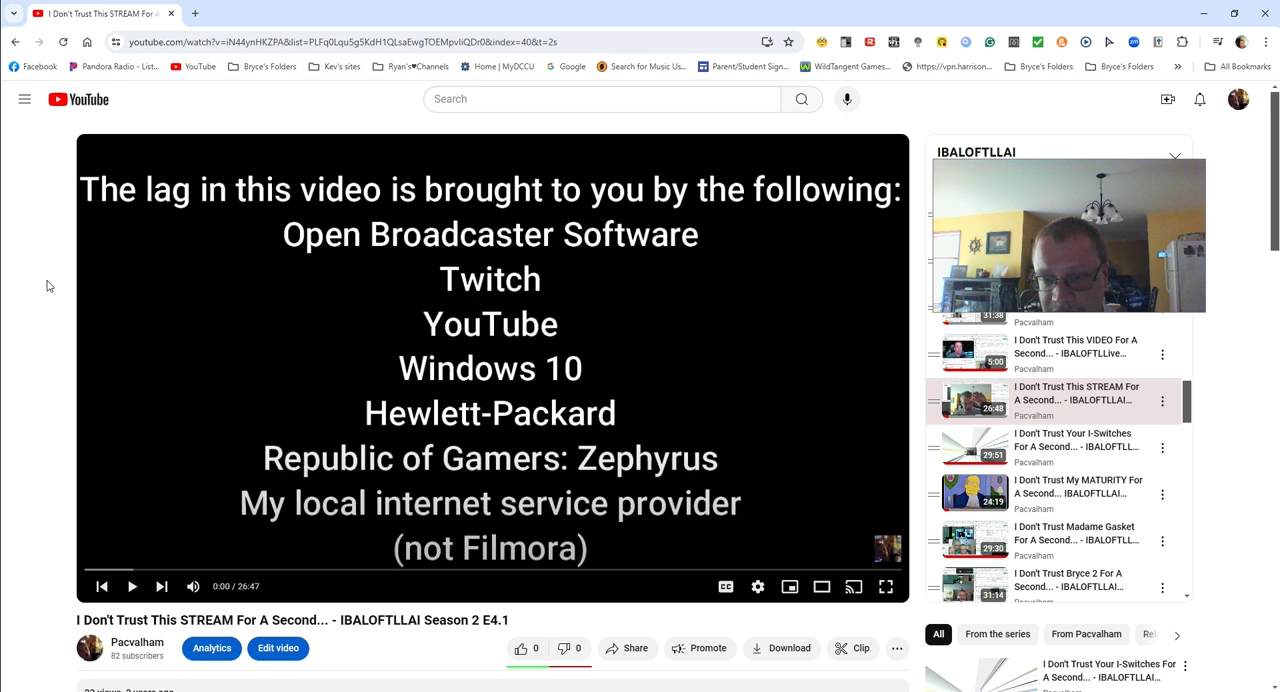 I Don't Trust This STREAM For A
youtube.com/watch?v=iN44ynHKZPA&list=PLFq0Lqu5g5KdH1QLsaEwgTOEMpvIiQDr0&index=40&t=2s
Facebook Pandora Radio - List... YouTube Bryce's Folders Kev's sites Ryan's♥Channels Home | MyDCCU Google Search for Music Us... Parent/Student Sign... WildTangent Games... https://vpn.harrison... Bryce's Folders Bryce's Folders » All Bookmarks
YouTube
Search
The lag in this video is brought to you by the following:
Open Broadcaster Software
Twitch
YouTube
Windows 10
Hewlett-Packard
Republic of Gamers: Zephyrus
My local internet service provider
(not Filmora)
0:00 / 26:47
CC
I Don't Trust This STREAM For A Second... - IBALOFTLLAI Season 2 E4.1
Pacvalham
82 subscribers
Analytics
Edit video
0
0
Share
Promote
Download
Clip
IBALOFTLLAI
31:38
Pacvalham
I Don't Trust This VIDEO For A
Second... - IBALOFTLLive...
5:00
Pacvalham
I Don't Trust This STREAM For
A Second... - IBALOFTLLAI...
26:48
Pacvalham
I Don't Trust Your I-Switches
For A Second... - IBALOFTLL...
29:51
Pacvalham
I Don't Trust My MATURITY For
A Second... IBALOFTLLAI...
24:19
Pacvalham
I Don't Trust Madame Gasket
For A Second... - IBALOFTLL...
29:30
Pacvalham
I Don't Trust Bryce 2 For A
Second... - IBALOFTLLAI...
31:14
All
From the series
From Pacvalham
Rel
I Don't Trust Your I-Switches For
A Second... - IBALOFTLLAI...